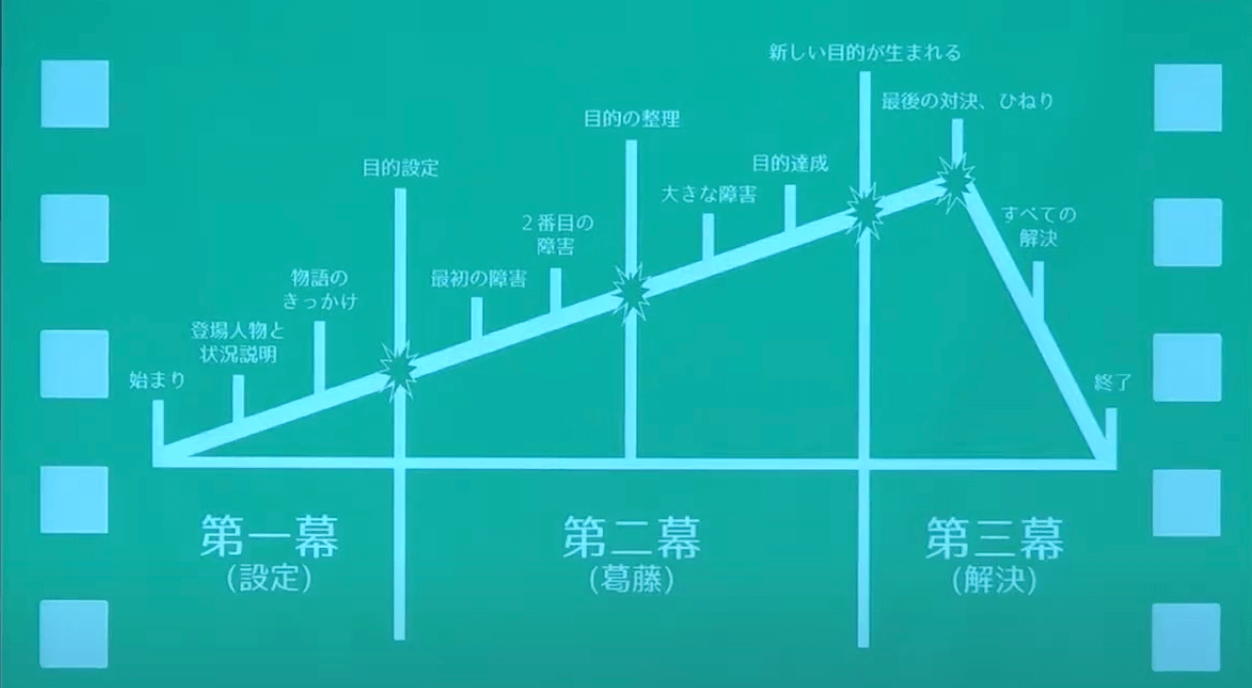 始まり
登場人物と
状況説明
物語の
きっかけ
目的設定
最初の障害
２番目の
障害
目的の整理
大きな障害
目的達成
新しい目的が生まれる
最後の対決、ひねり
すべての
解決
終了
第一幕
(設定)
第二幕
(葛藤)
第三幕
(解決)